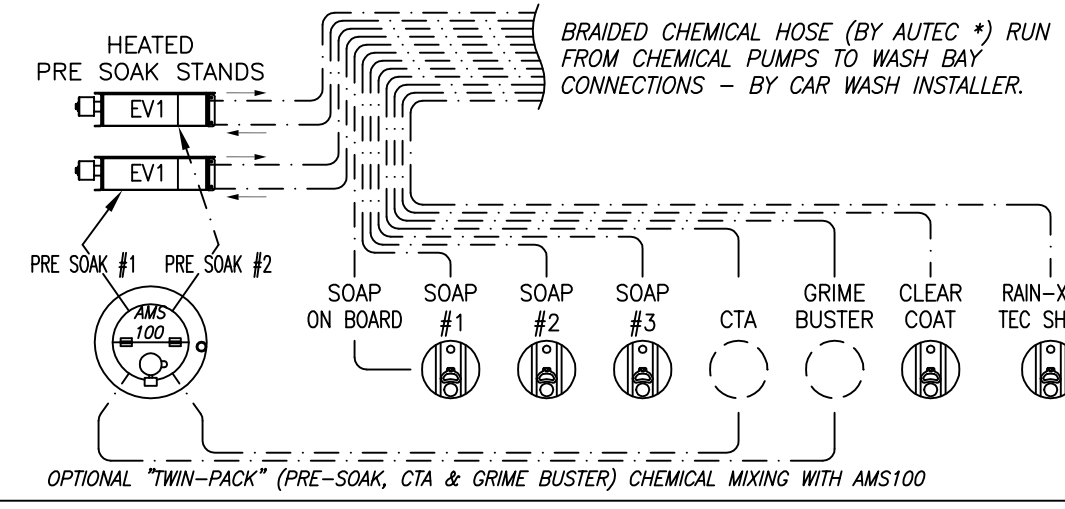 BRAIDED CHEMICAL HOSE (BY AUTEC *) RUN
FROM CHEMICAL PUMPS TO WASH BAY
CONNECTIONS – BY CAR WASH INSTALLER.
HEATED
PRE SOAK STANDS
EV1
EV1
PRE SOAK #1 PRE SOAK #2
AMS
100
SOAP
ON BOARD
SOAP
#1
SOAP
#2
SOAP
#3
CTA
GRIME
BUSTER
CLEAR
COAT
RAIN-X
TEC SH
OPTIONAL "TWIN-PACK" (PRE-SOAK, CTA & GRIME BUSTER) CHEMICAL MIXING WITH AMS100